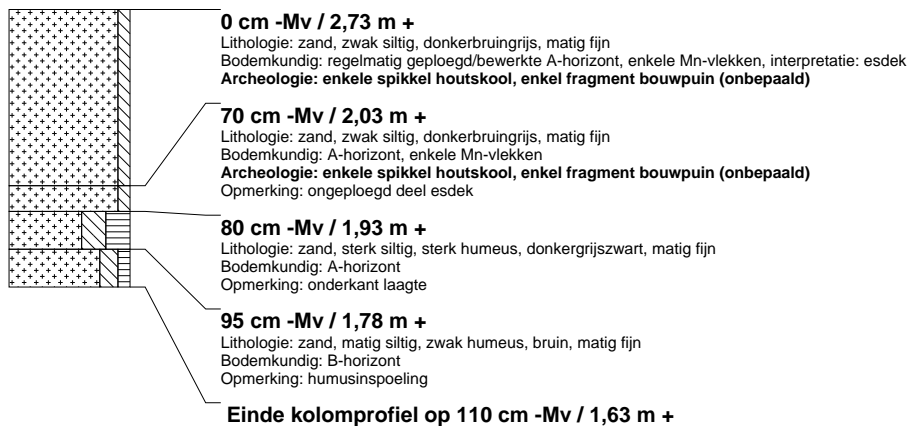 0 cm -Mv / 2,73 m +
Lithologie: zand, zwak siltig, donkerbruingrijs, matig fijn
Bodemkundig: regelmatig geploegd/bewerkte A-horizont, enkele Mn-vlekken, interpretatie: esdek
Archeologie: enkele spikkel houtskool, enkel fragment bouwpuin (onbepaald)
70 cm -Mv / 2,03 m +
Lithologie: zand, zwak siltig, donkerbruingrijs, matig fijn
Bodemkundig: A-horizont, enkele Mn-vlekken
Archeologie: enkele spikkel houtskool, enkel fragment bouwpuin (onbepaald)
Opmerking: ongeploegd deel esdek
80 cm -Mv / 1,93 m +
Lithologie: zand, sterk siltig, sterk humeus, donkergrijszwart, matig fijn
Bodemkundig: A-horizont
Opmerking: onderkant laagte
95 cm -Mv / 1,78 m +
Lithologie: zand, matig siltig, zwak humeus, bruin, matig fijn
Bodemkundig: B-horizont
Opmerking: humusinspoeling
Einde kolomprofiel op 110 cm -Mv / 1,63 m +